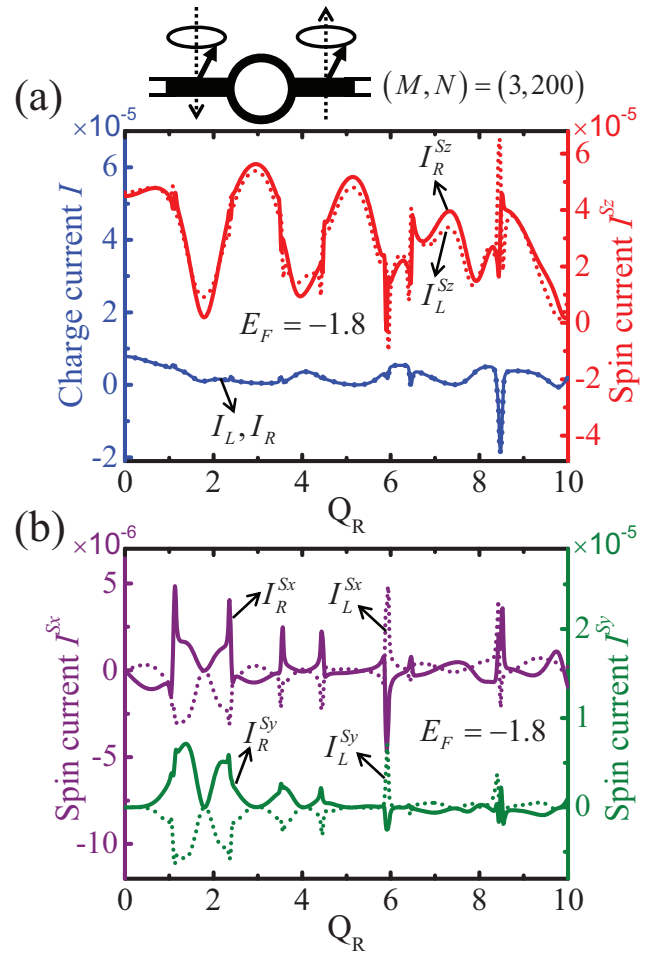 (M,N)=(3,200)
(a)
×10⁻⁵
×10⁻⁵
6
4
2
0
-2
Charge current I
I_R^{Sz}
I_L^{Sz}
E_F = −1.8
I_L, I_R
6
4
2
0
-2
-4
Spin current I^{Sz}
0 2 4 6 8 10
Q_R
(b)
×10⁻⁶
×10⁻⁵
5
0
-5
-10
Spin current I^{Sx}
I_R^{Sx}
I_L^{Sx}
I_R^{Sy}
I_L^{Sy}
E_F = −1.8
2
1
0
Spin current I^{Sy}
0 2 4 6 8 10
Q_R